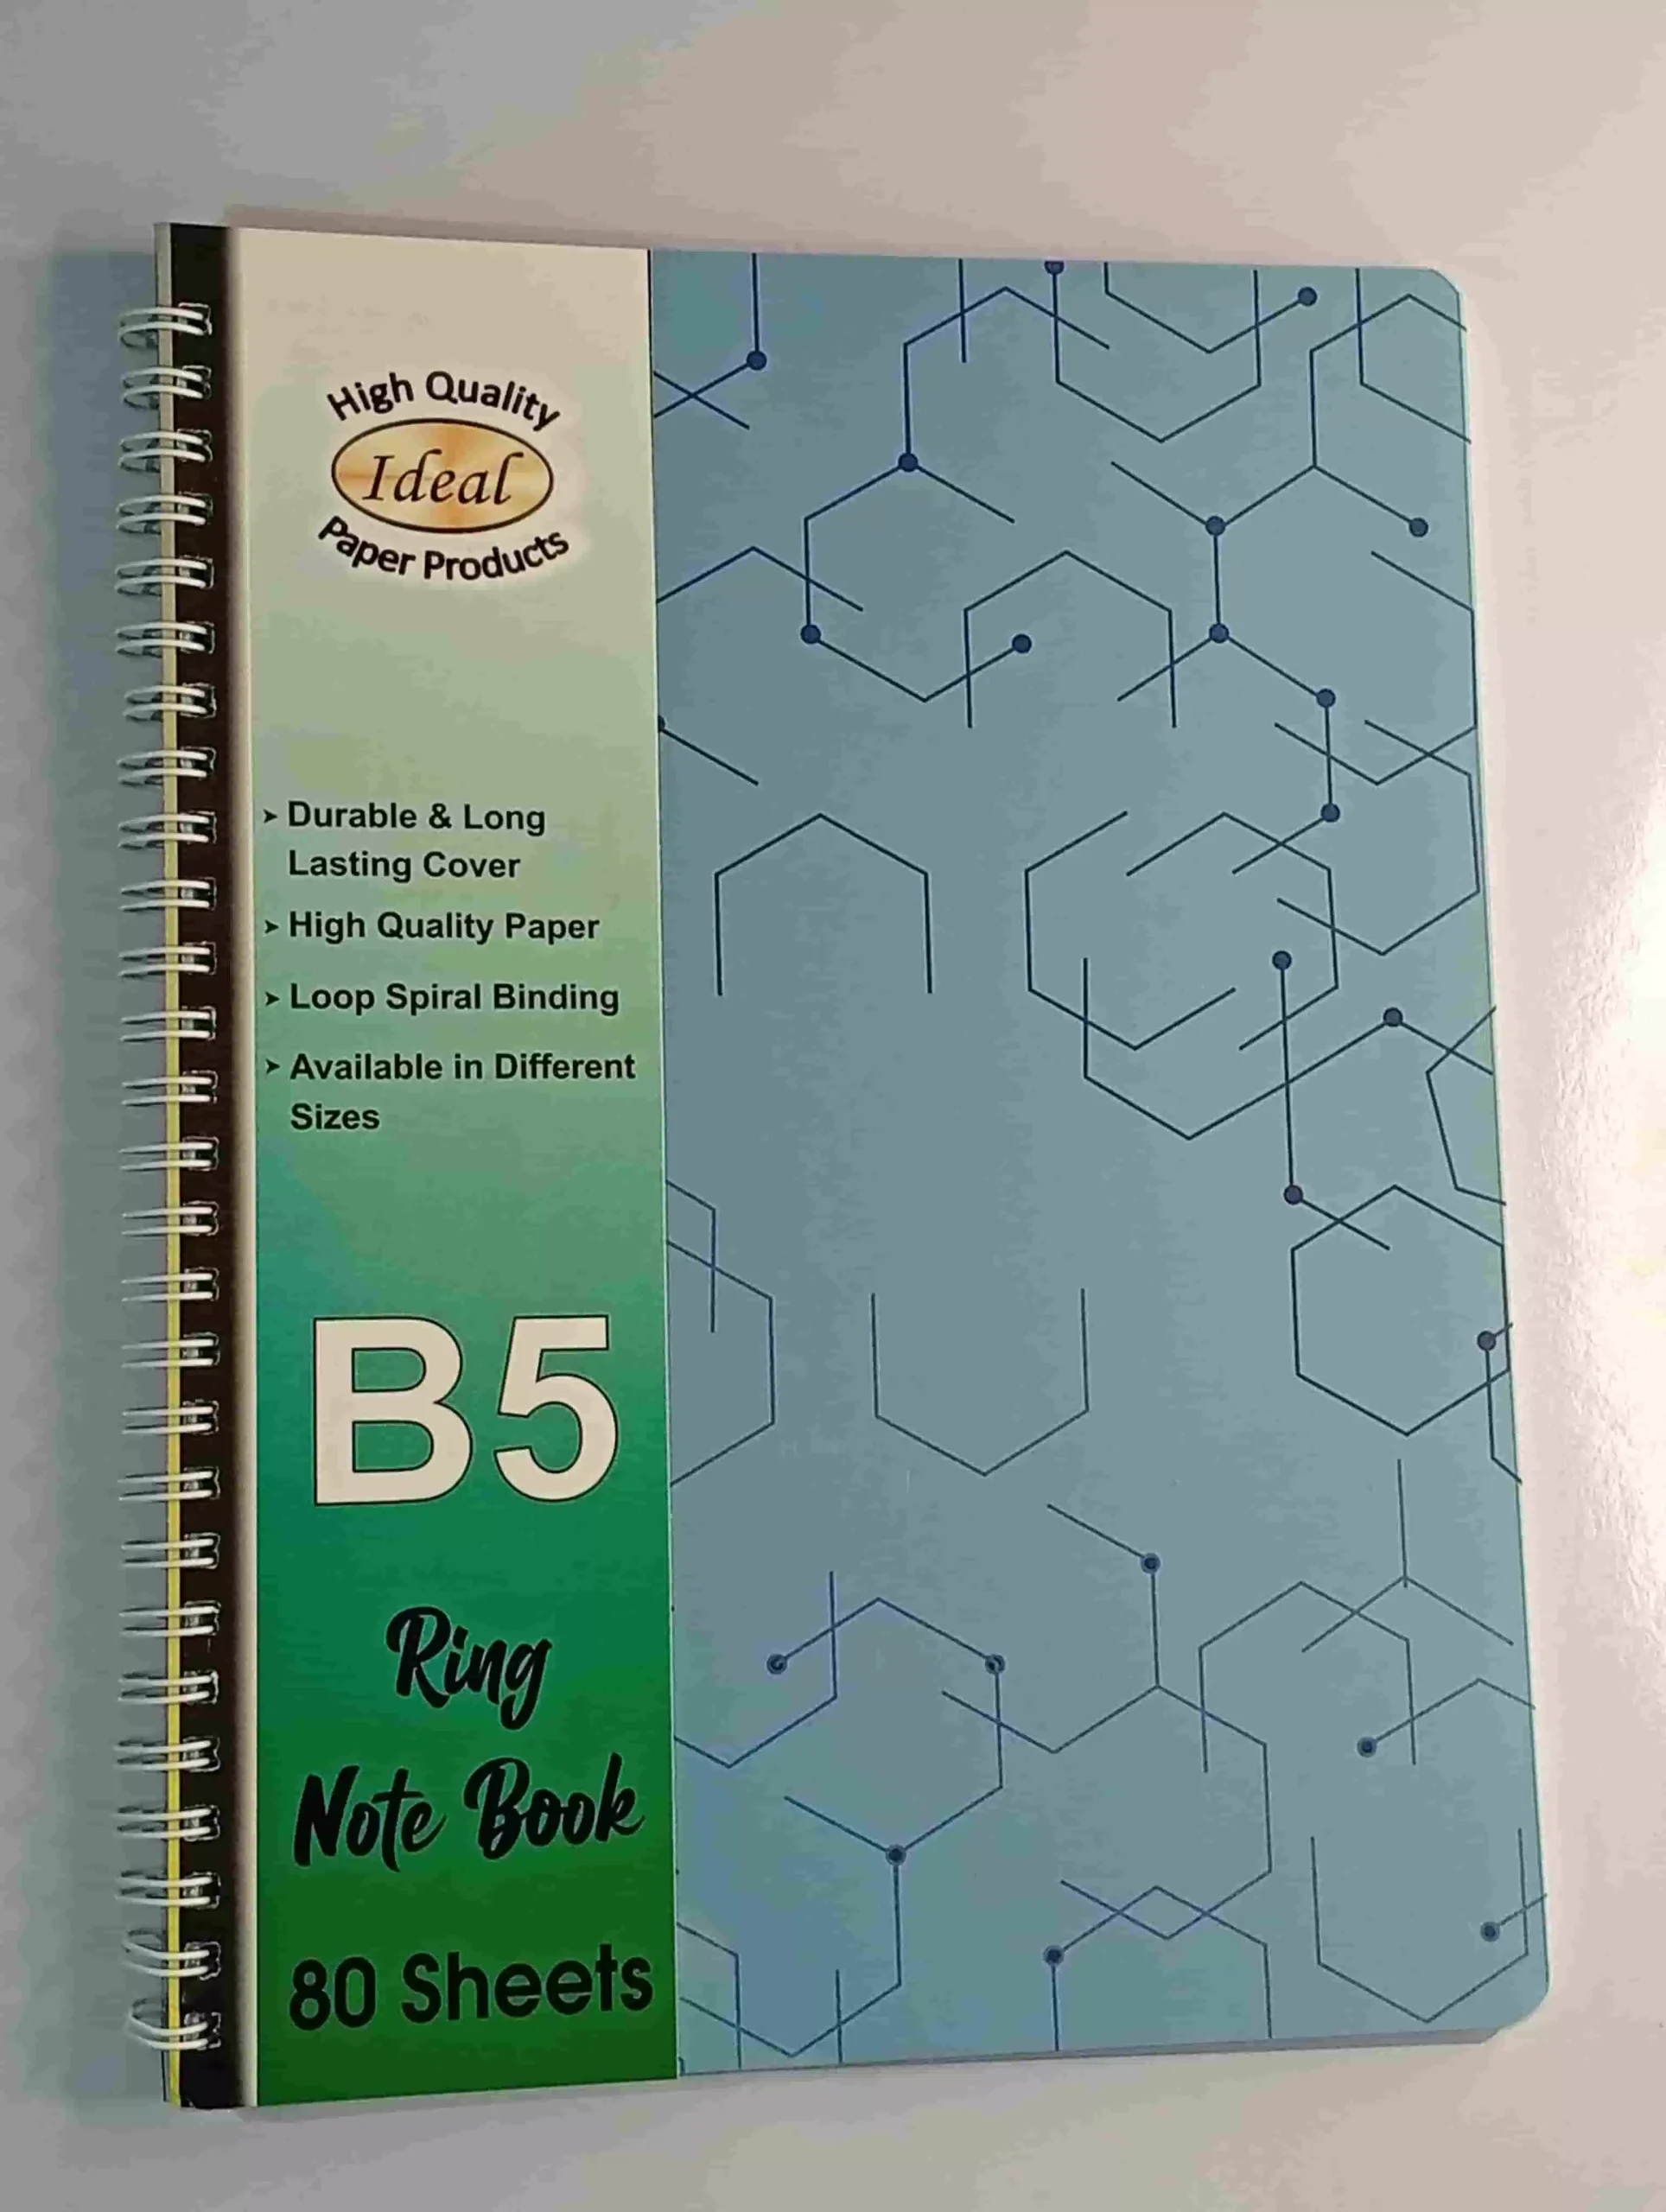 High Quality
Ideal
Paper Products
➤ Durable & Long
Lasting Cover
➤ High Quality Paper
➤ Loop Spiral Binding
➤ Available in Different
Sizes
B5
Ring
Note Book
80 Sheets